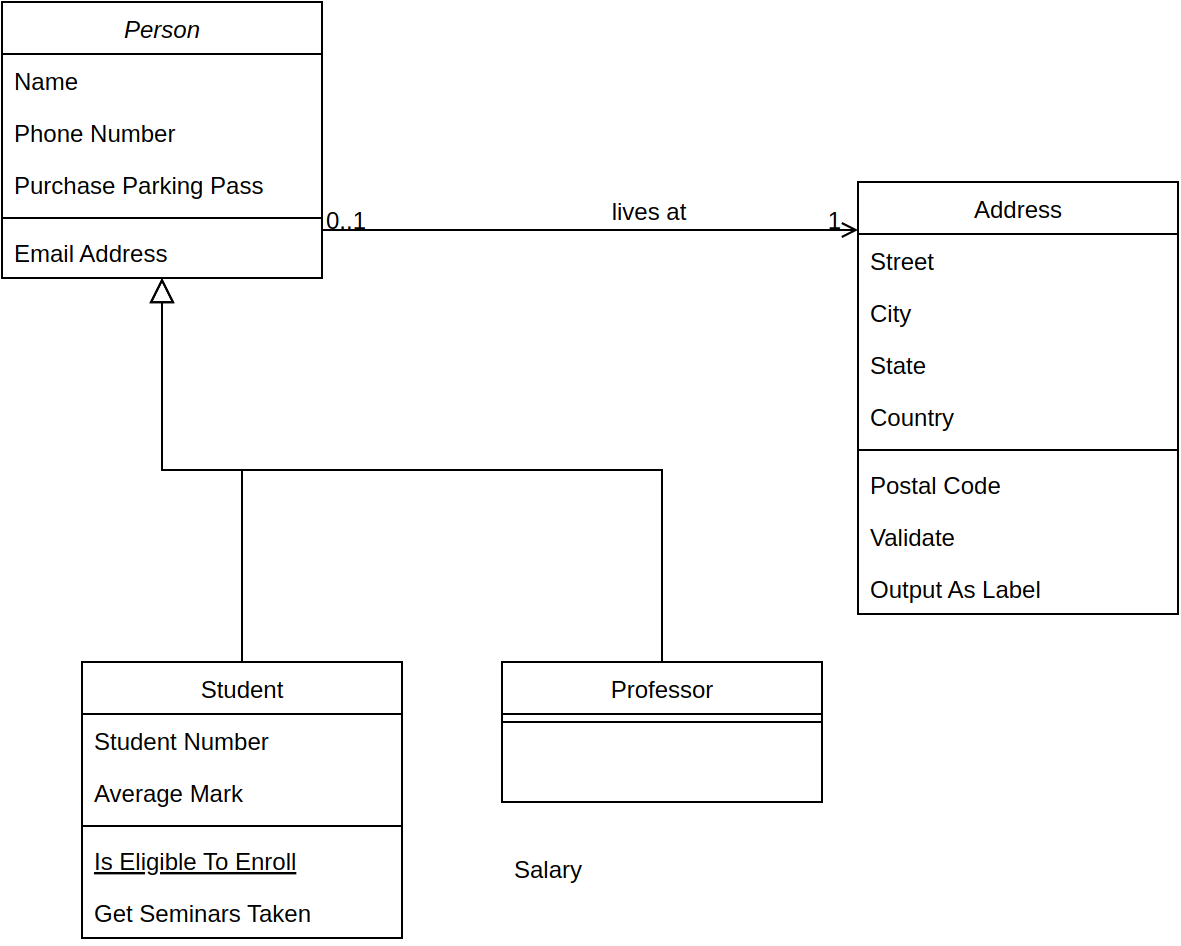 Person
Name
Phone Number
Purchase Parking Pass
Email Address
0..1
lives at
1
Address
Street
City
State
Country
Postal Code
Validate
Output As Label
Student
Student Number
Average Mark
Is Eligible To Enroll
Get Seminars Taken
Professor
Salary